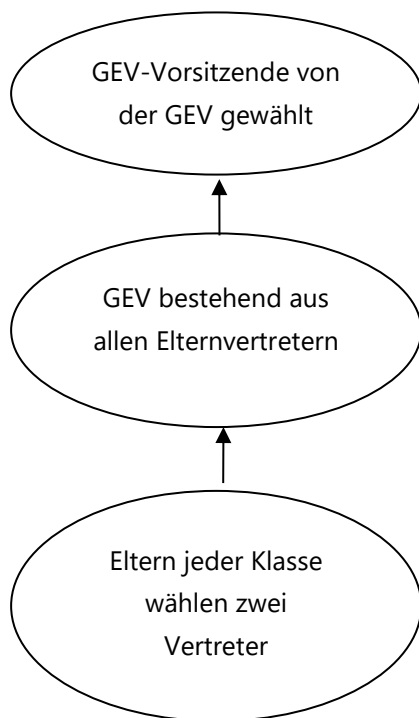 GEV-Vorsitzende von
der GEV gewählt
GEV bestehend aus
allen Elternvertretern
Eltern jeder Klasse
wählen zwei
Vertreter